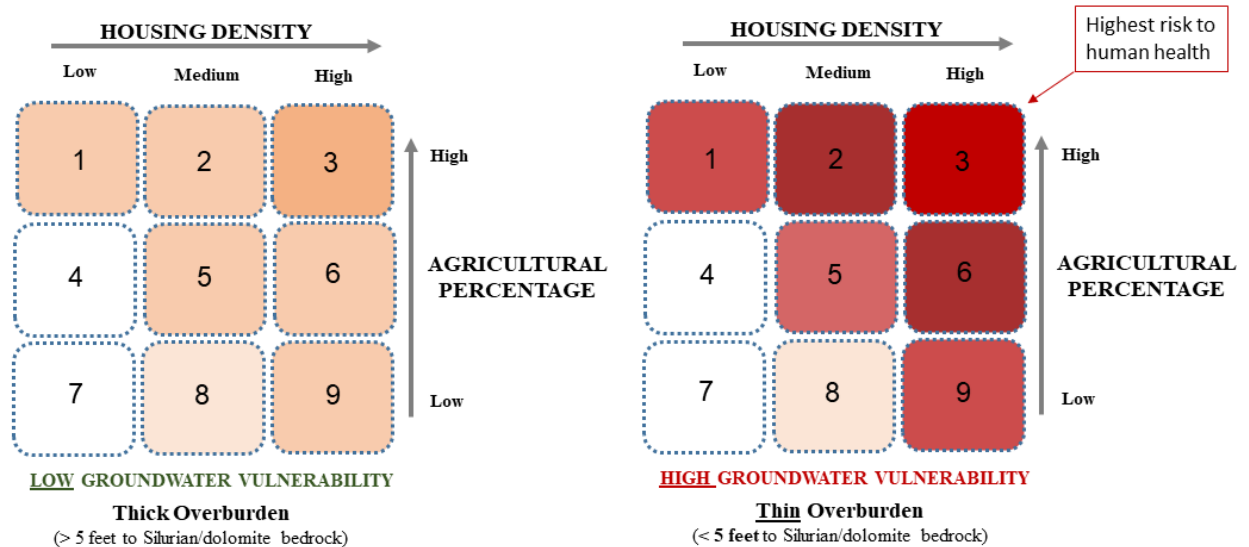 HOUSING DENSITY
Low Medium High
1 2 3
4 5 6
7 8 9
High
AGRICULTURAL
PERCENTAGE
Low
LOW GROUNDWATER VULNERABILITY
Thick Overburden
(> 5 feet to Silurian/dolomite bedrock)
HOUSING DENSITY
Low Medium High
Highest risk to
human health
1 2 3
4 5 6
7 8 9
High
AGRICULTURAL
PERCENTAGE
Low
HIGH GROUNDWATER VULNERABILITY
Thin Overburden
(< 5 feet to Silurian/dolomite bedrock)